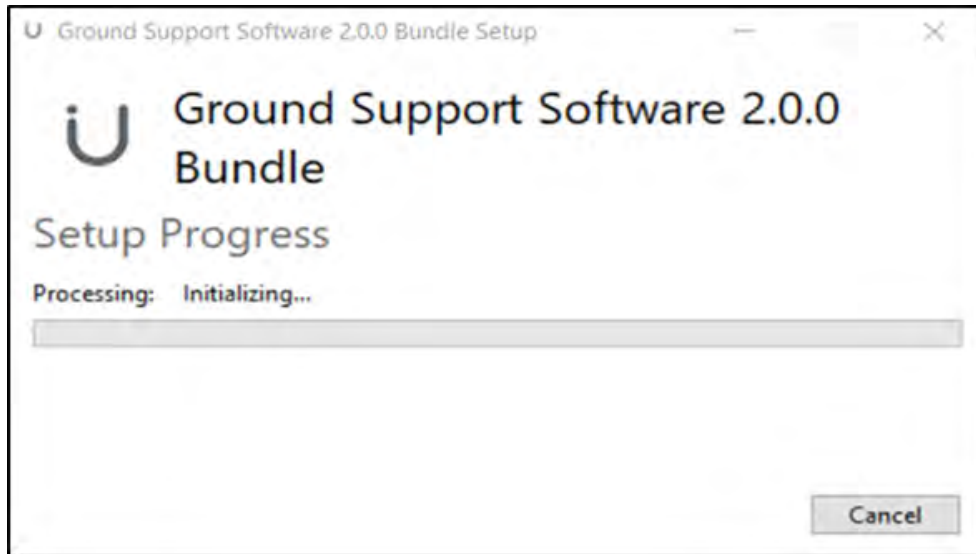 Ground Support Software 2.0.0 Bundle Setup
Ground Support Software 2.0.0
Bundle
Setup Progress
Processing: Initializing...
Cancel